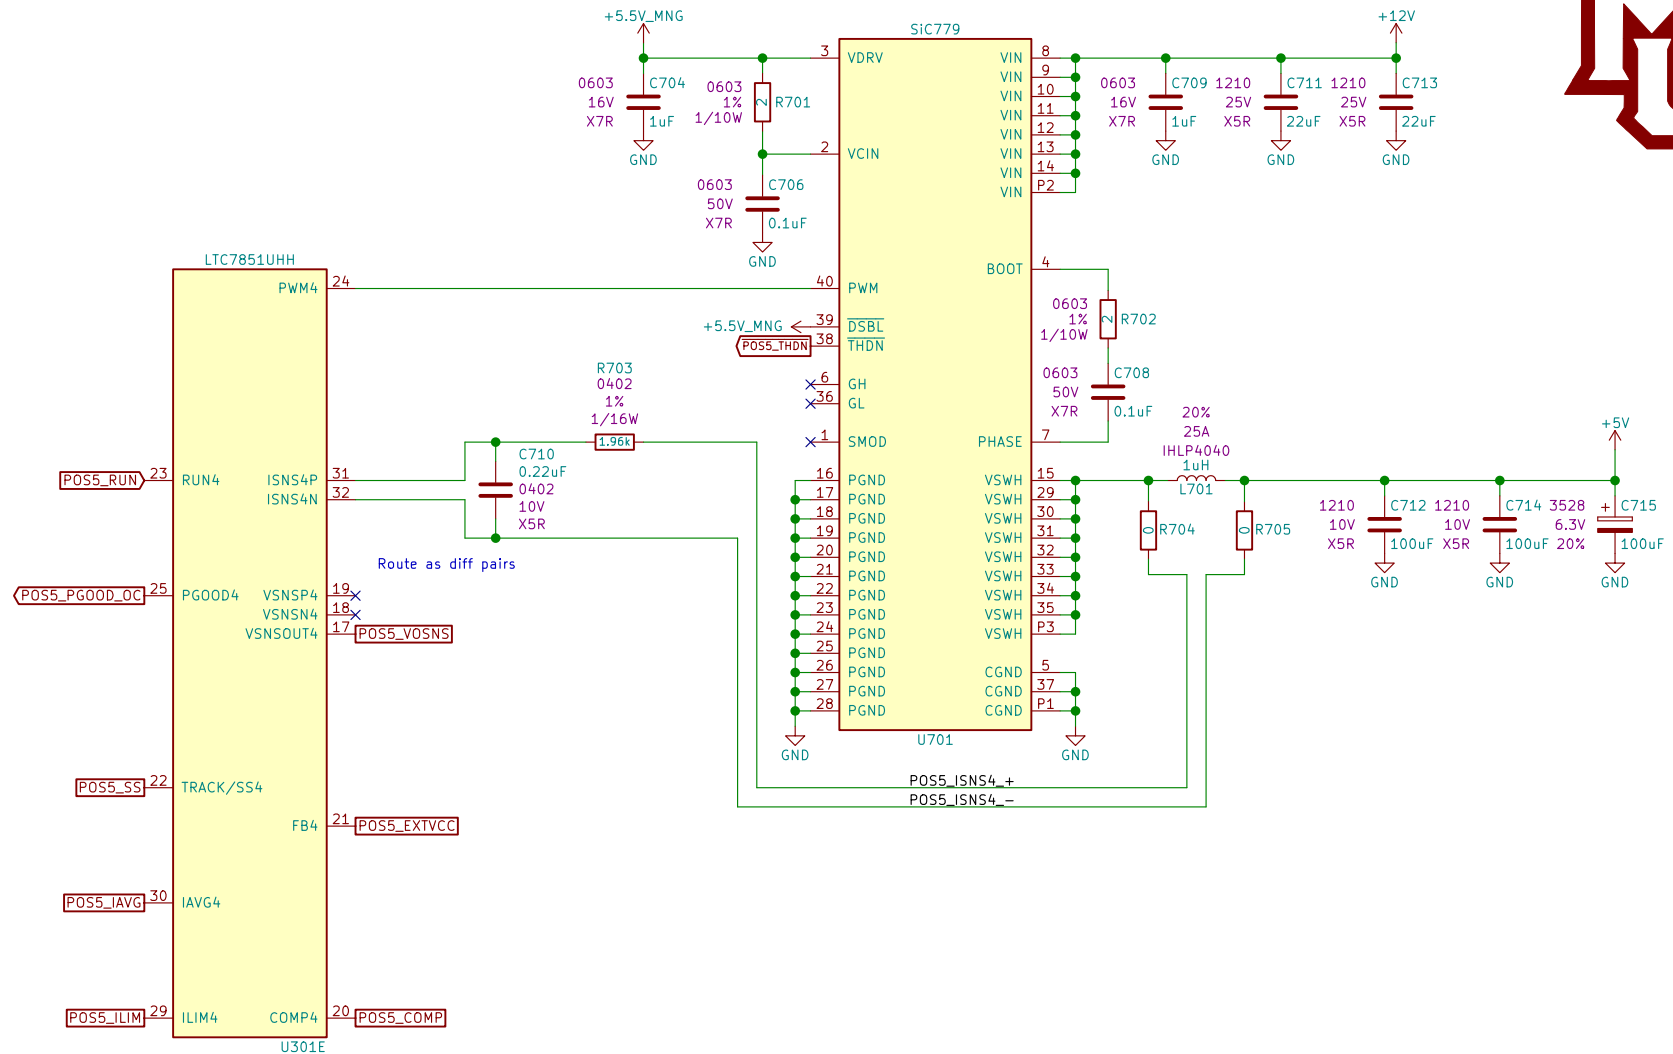 +5.5V_MNG
SiC779
+12V
3 VDRV
VIN 8
VIN 9
VIN 10
VIN 11
VIN 12
VIN 13
VIN 14
VIN P2
0603
16V
X7R
C704
1uF
GND
0603
1%
1/10W
2
R701
2 VCIN
0603
50V
X7R
C706
0.1uF
GND
0603
16V
X7R
C709
1uF
GND
1210
25V
X5R
C711
22uF
GND
1210
25V
X5R
C713
22uF
GND
LTC7851UHH
PWM4 24
40 PWM
BOOT 4
+5.5V_MNG
39 DSBL
POS5_THDN
38 THDN
0603
1%
1/10W
2
R702
6 GH
36 GL
0603
50V
X7R
C708
0.1uF
1 SMOD
PHASE 7
R703
0402
1%
1/16W
1.96k
C710
0.22uF
0402
10V
X5R
20%
25A
IHLP4040
1uH
L701
+5V
POS5_RUN
23 RUN4
ISNS4P 31
ISNS4N 32
16 PGND
17 PGND
18 PGND
19 PGND
20 PGND
21 PGND
22 PGND
23 PGND
24 PGND
25 PGND
26 PGND
27 PGND
28 PGND
GND
VSWH 15
VSWH 29
VSWH 30
VSWH 31
VSWH 32
VSWH 33
VSWH 34
VSWH 35
VSWH P3
CGND 5
CGND 37
CGND P1
GND
U701
0
R704
0
R705
1210
10V
X5R
C712
100uF
GND
1210
10V
X5R
C714
100uF
GND
3528
6.3V
20%
+
C715
100uF
GND
Route as diff pairs
POS5_PGOOD_OC
25 PGOOD4
VSNSP4 19
VSNSN4 18
VSNSOUT4 17
POS5_VOSNS
POS5_ISNS4_+
POS5_ISNS4_-
POS5_SS
22 TRACK/SS4
FB4 21
POS5_EXTVCC
POS5_IAVG
30 IAVG4
POS5_ILIM
29 ILIM4
COMP4 20
POS5_COMP
U301E